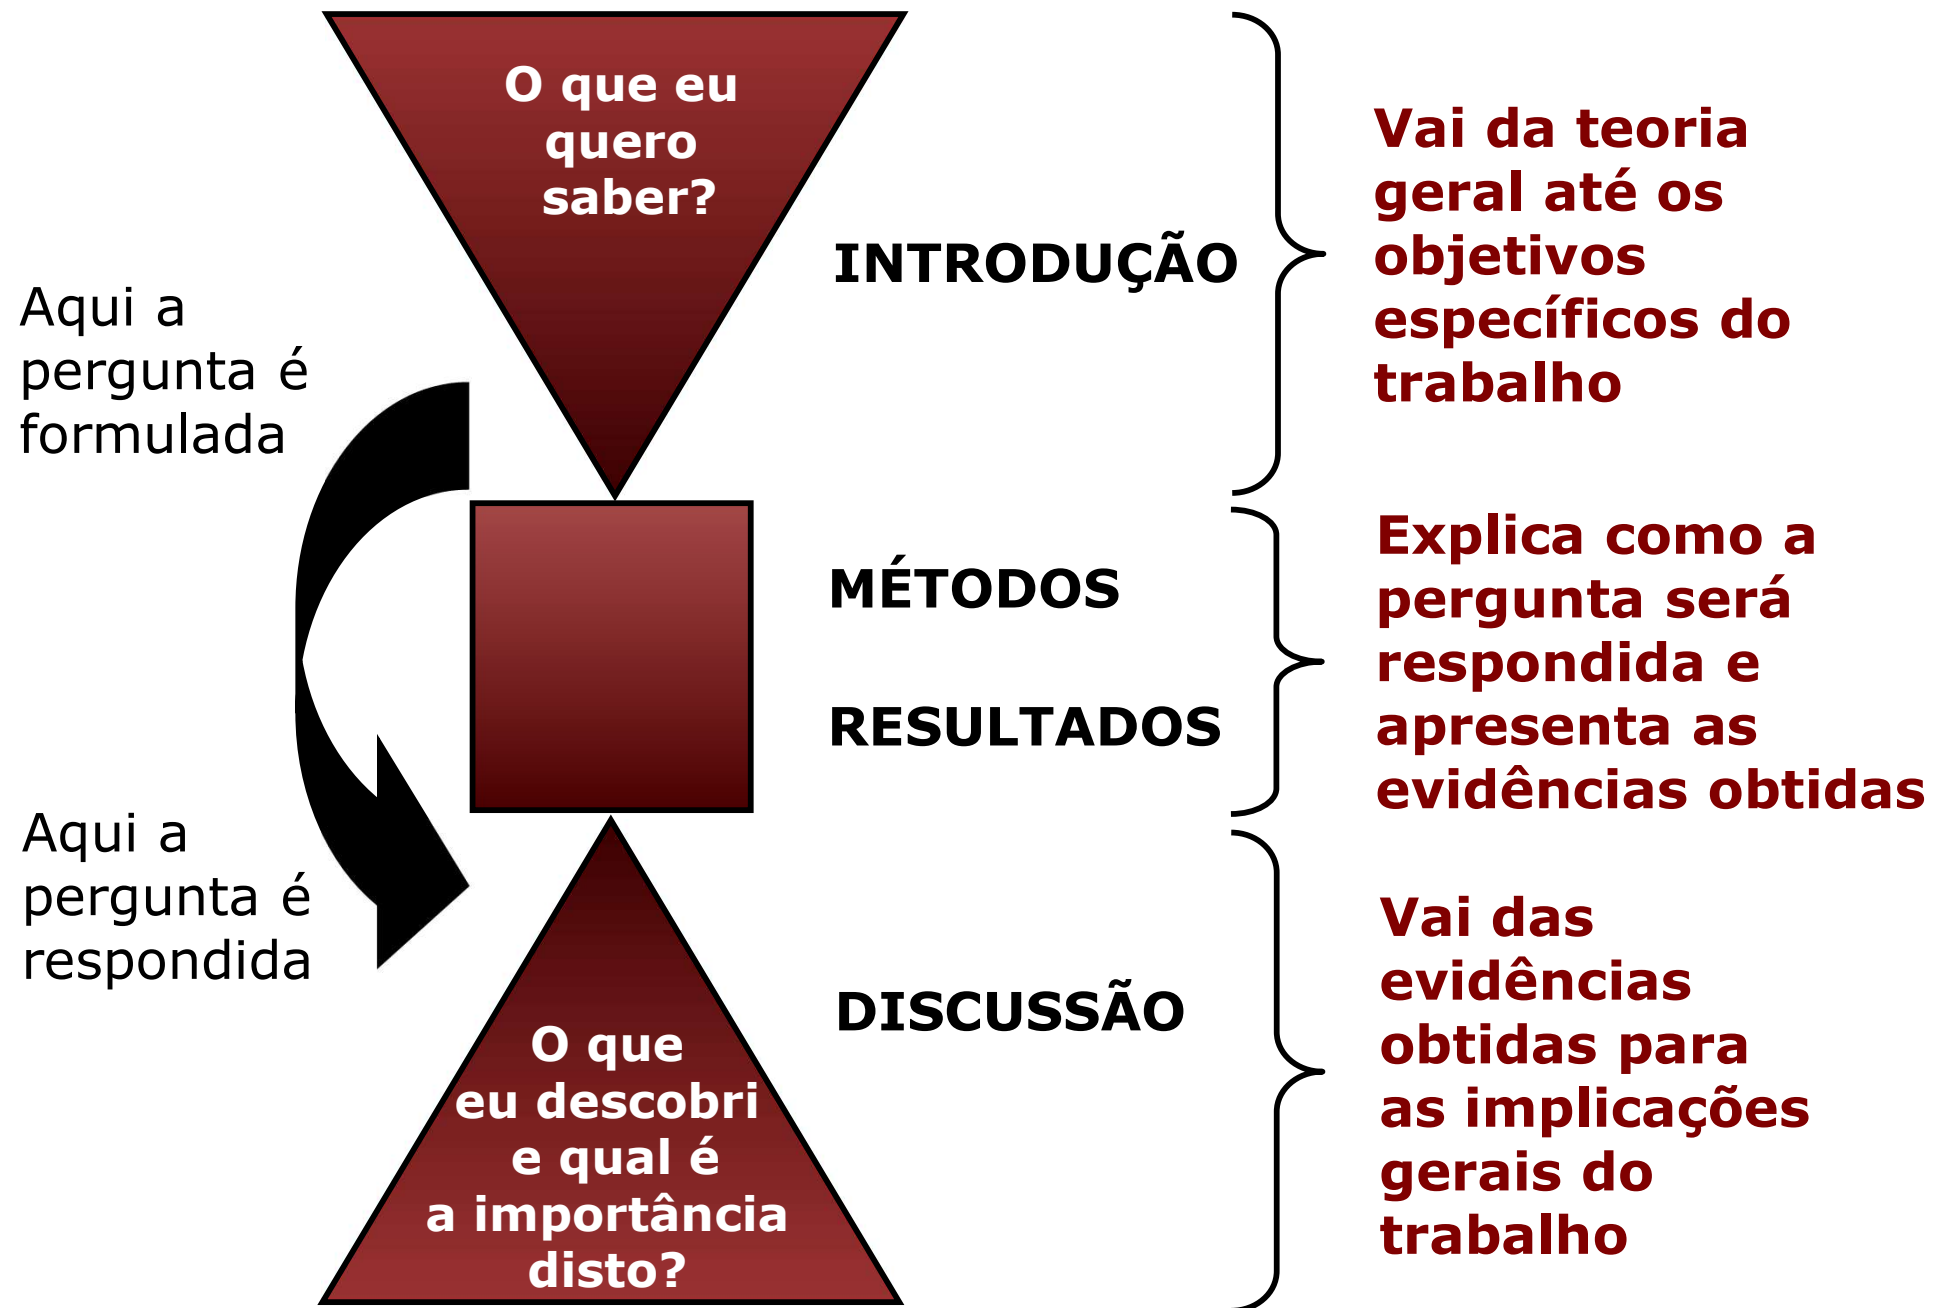 O que eu
quero
saber?
INTRODUÇÃO
Vai da teoria
geral até os
objetivos
específicos do
trabalho
Aqui a
pergunta é
formulada
MÉTODOS
RESULTADOS
Explica como a
pergunta será
respondida e
apresenta as
evidências obtidas
Aqui a
pergunta é
respondida
O que
eu descobri
e qual é
a importância
disto?
DISCUSSÃO
Vai das
evidências
obtidas para
as implicações
gerais do
trabalho